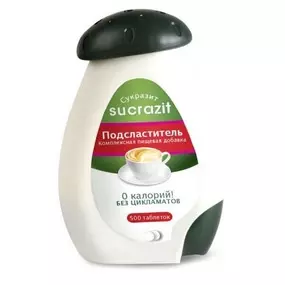 Сукразит
sucrazit
Подсластитель
комплексная пищевая добавка
0 калорий!
БЕЗ ЦИКЛАМАТОВ
500 таблеток